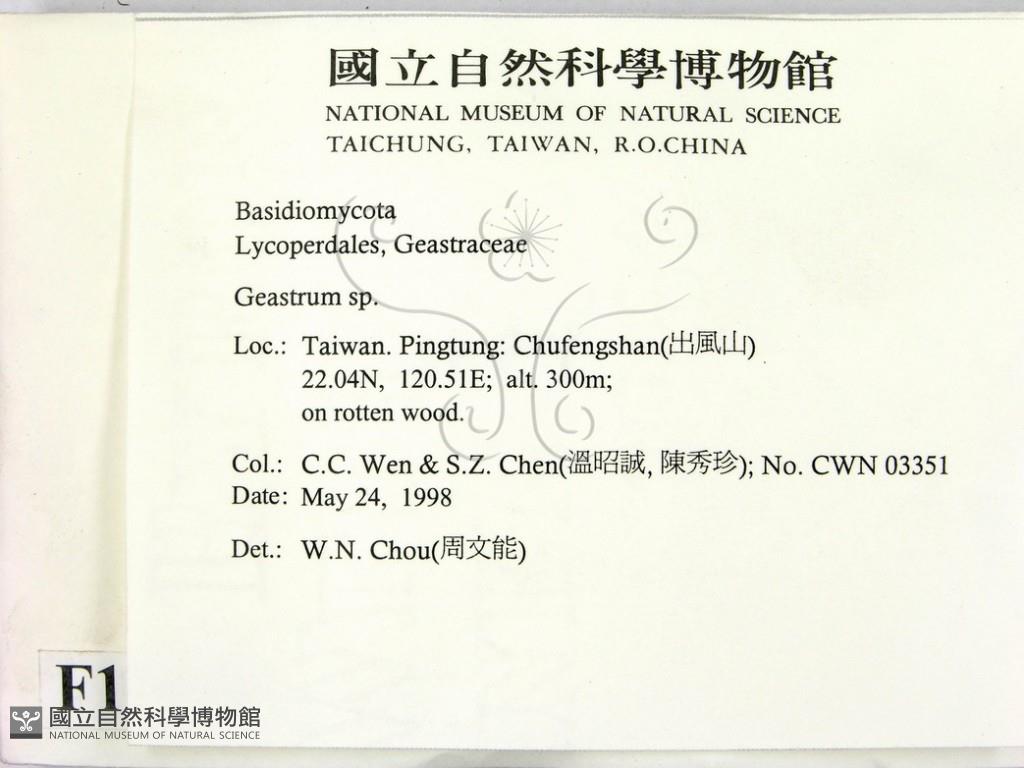 國立自然科學博物館
NATIONAL MUSEUM OF NATURAL SCIENCE
TAICHUNG, TAIWAN, R.O.CHINA
Basidiomycota
Lycoperdales, Geastraceae
Geastrum sp.
Loc.: Taiwan. Pingtung: Chufengshan(出風山)
22.04N, 120.51E; alt. 300m;
on rotten wood.
Col.: C.C. Wen & S.Z. Chen(溫昭誠, 陳秀珍); No. CWN 03351
Date: May 24, 1998
Det.: W.N. Chou(周文能)
F1
國立自然科學博物館
NATIONAL MUSEUM OF NATURAL SCIENCE